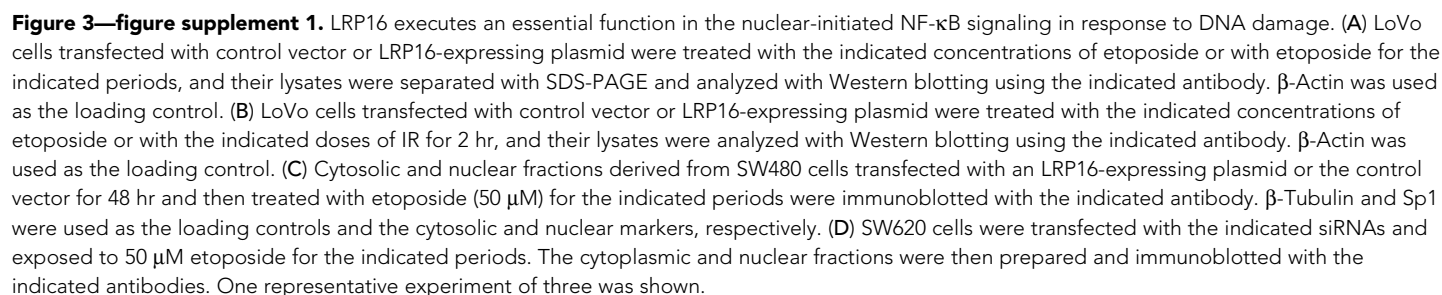 Figure 3—figure supplement 1. LRP16 executes an essential function in the nuclear-initiated NF-κB signaling in response to DNA damage. (A) LoVo
cells transfected with control vector or LRP16-expressing plasmid were treated with the indicated concentrations of etoposide or with etoposide for the
indicated periods, and their lysates were separated with SDS-PAGE and analyzed with Western blotting using the indicated antibody. β-Actin was used
as the loading control. (B) LoVo cells transfected with control vector or LRP16-expressing plasmid were treated with the indicated concentrations of
etoposide or with the indicated doses of IR for 2 hr, and their lysates were analyzed with Western blotting using the indicated antibody. β-Actin was
used as the loading control. (C) Cytosolic and nuclear fractions derived from SW480 cells transfected with an LRP16-expressing plasmid or the control
vector for 48 hr and then treated with etoposide (50 μM) for the indicated periods were immunoblotted with the indicated antibody. β-Tubulin and Sp1
were used as the loading controls and the cytosolic and nuclear markers, respectively. (D) SW620 cells were transfected with the indicated siRNAs and
exposed to 50 μM etoposide for the indicated periods. The cytoplasmic and nuclear fractions were then prepared and immunoblotted with the
indicated antibodies. One representative experiment of three was shown.